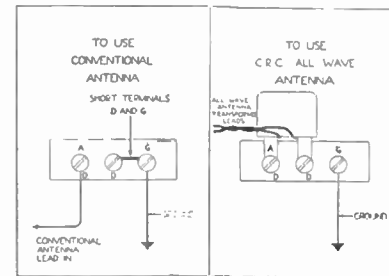 TO USE
CONVENTIONAL
ANTENNA
SHORT TERMINALS
D AND G
A
G
D
D
CONVENTIONAL
ANTENNA
LEAD IN
TO USE
C.R.C. ALL WAVE
ANTENNA
ALL WAVE
ANTENNA
LEADS
A
G
D
D
GROUND